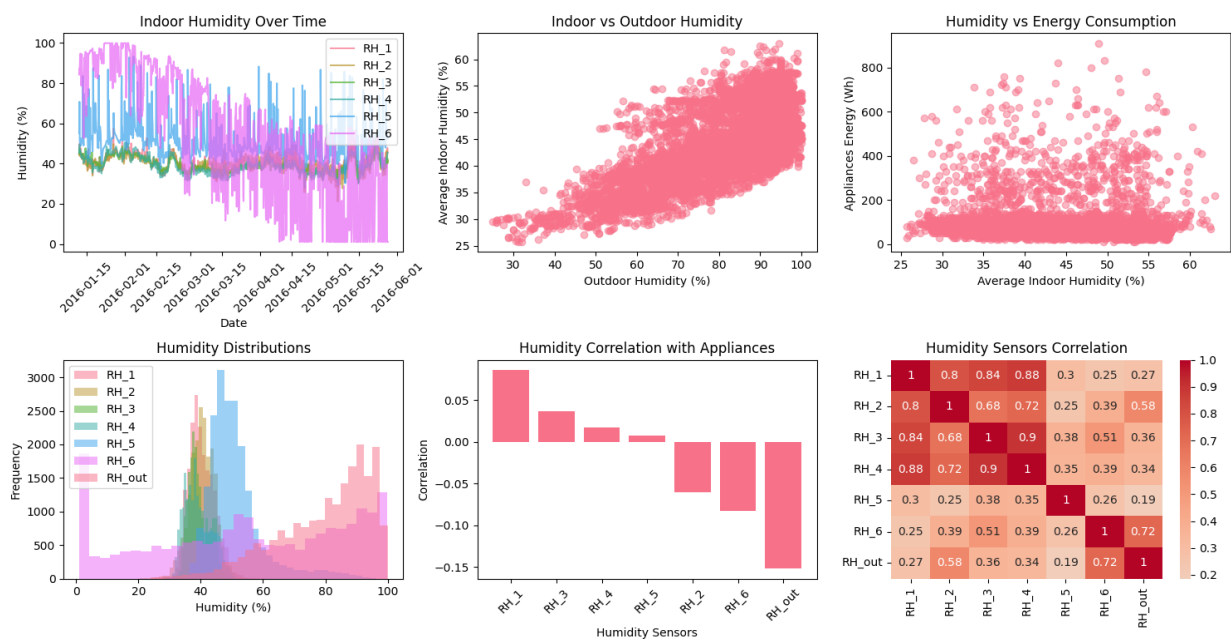 Indoor Humidity Over Time
Humidity (%)
100
80
60
40
20
0
RH_1
RH_2
RH_3
RH_4
RH_5
RH_6
2016-01-15
2016-02-01
2016-02-15
2016-03-01
2016-03-15
2016-04-01
2016-04-15
2016-05-01
2016-05-15
2016-06-01
Date
Indoor vs Outdoor Humidity
Average Indoor Humidity (%)
60
55
50
45
40
35
30
25
30 40 50 60 70 80 90 100
Outdoor Humidity (%)
Humidity vs Energy Consumption
Appliances Energy (Wh)
800
600
400
200
0
25 30 35 40 45 50 55 60
Average Indoor Humidity (%)
Humidity Distributions
Frequency
3000
2500
2000
1500
1000
500
0
RH_1
RH_2
RH_3
RH_4
RH_5
RH_6
RH_out
0 20 40 60 80 100
Humidity (%)
Humidity Correlation with Appliances
Correlation
0.05
0.00
−0.05
−0.10
−0.15
RH_1
RH_3
RH_4
RH_5
RH_2
RH_6
RH_out
Humidity Sensors
Humidity Sensors Correlation
RH_1 1 0.8 0.84 0.88 0.3 0.25 0.27
RH_2 0.8 1 0.68 0.72 0.25 0.39 0.58
RH_3 0.84 0.68 1 0.9 0.38 0.51 0.36
RH_4 0.88 0.72 0.9 1 0.35 0.39 0.34
RH_5 0.3 0.25 0.38 0.35 1 0.26 0.19
RH_6 0.25 0.39 0.51 0.39 0.26 1 0.72
RH_out 0.27 0.58 0.36 0.34 0.19 0.72 1
RH_1
RH_2
RH_3
RH_4
RH_5
RH_6
RH_out
1.0
0.9
0.8
0.7
0.6
0.5
0.4
0.3
0.2